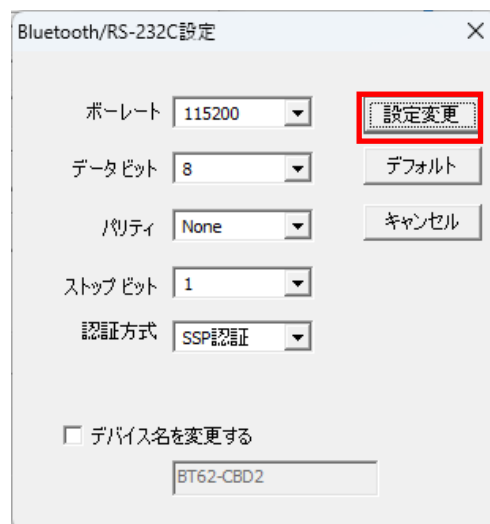 Bluetooth/RS-232C設定
ボーレート 115200 設定変更
データビット 8 デフォルト
パリティ None キャンセル
ストップビット 1
認証方式 SSP認証
デバイス名を変更する
BT62-CBD2